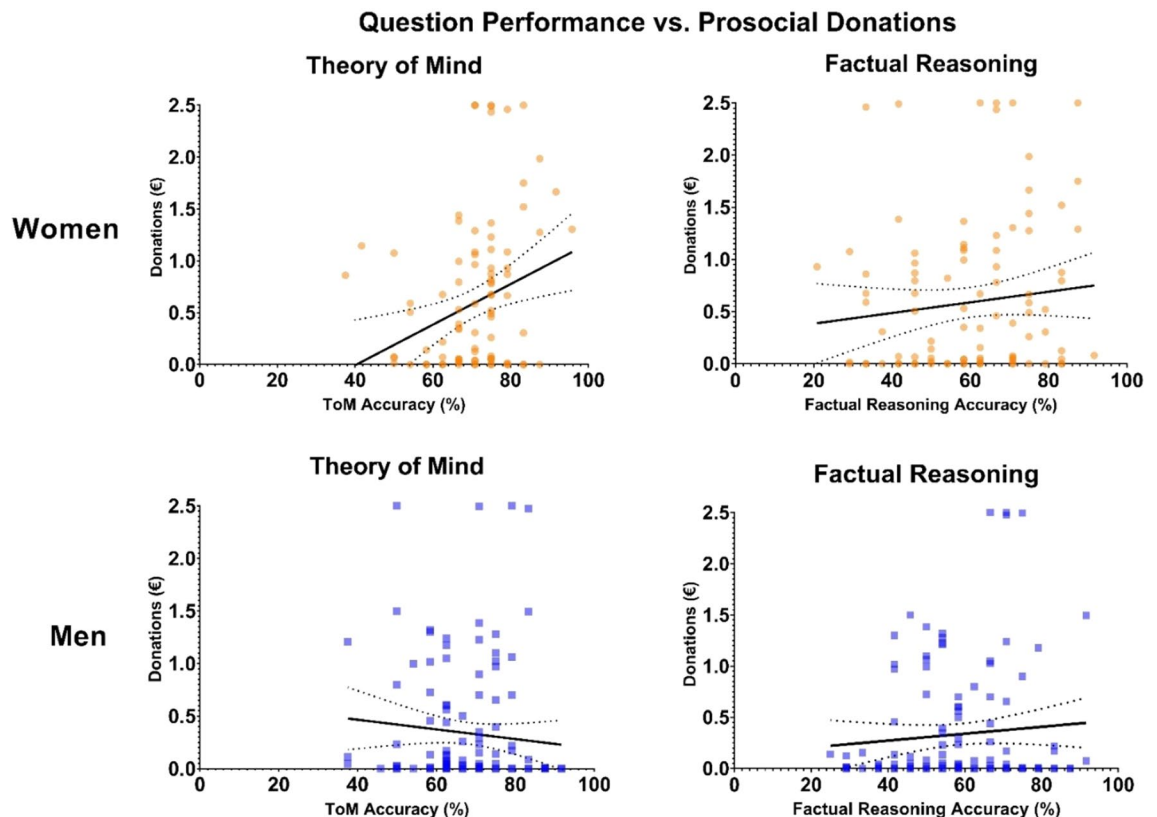 Question Performance vs. Prosocial Donations
Theory of Mind
Factual Reasoning
Women
Donations (€)
2.5
2.0
1.5
1.0
0.5
0.0
0 20 40 60 80 100
ToM Accuracy (%)
Donations (€)
2.5
2.0
1.5
1.0
0.5
0.0
0 20 40 60 80 100
Factual Reasoning Accuracy (%)
Theory of Mind
Factual Reasoning
Men
Donations (€)
2.5
2.0
1.5
1.0
0.5
0.0
0 20 40 60 80 100
ToM Accuracy (%)
Donations (€)
2.5
2.0
1.5
1.0
0.5
0.0
0 20 40 60 80 100
Factual Reasoning Accuracy (%)